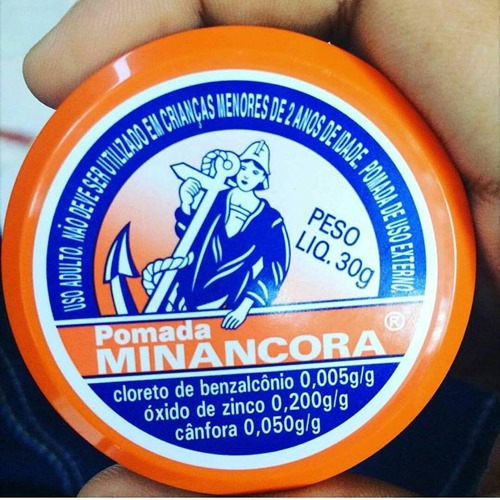 USO ADULTO. NÃO DEVE SER UTILIZADO EM CRIANÇAS MENORES DE 2 ANOS DE IDADE. POMADA DE USO EXTERNO.
PESO
LIQ. 30g
Pomada
MINANCORA®
cloreto de benzalcônio 0,005g/g
óxido de zinco 0,200g/g
cânfora 0,050g/g